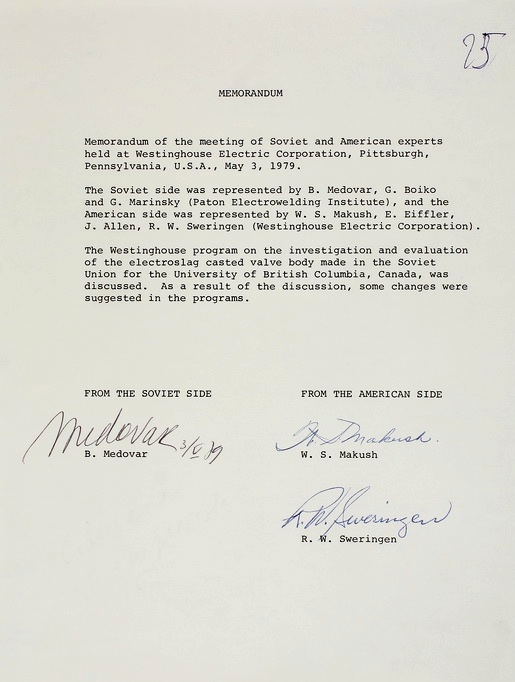 25
MEMORANDUM
Memorandum of the meeting of Soviet and American experts
held at Westinghouse Electric Corporation, Pittsburgh,
Pennsylvania, U.S.A., May 3, 1979.
The Soviet side was represented by B. Medovar, G. Boiko
and G. Marinsky (Paton Electrowelding Institute), and the
American side was represented by W. S. Makush, E. Eiffler,
J. Allen, R. W. Sweringen (Westinghouse Electric Corporation).
The Westinghouse program on the investigation and evaluation
of the electroslag casted valve body made in the Soviet
Union for the University of British Columbia, Canada, was
discussed. As a result of the discussion, some changes were
suggested in the programs.
FROM THE SOVIET SIDE
Medovar 3/V 79
B. Medovar
FROM THE AMERICAN SIDE
W. S. Makush.
W. S. Makush
R. W. Sweringen
R. W. Sweringen